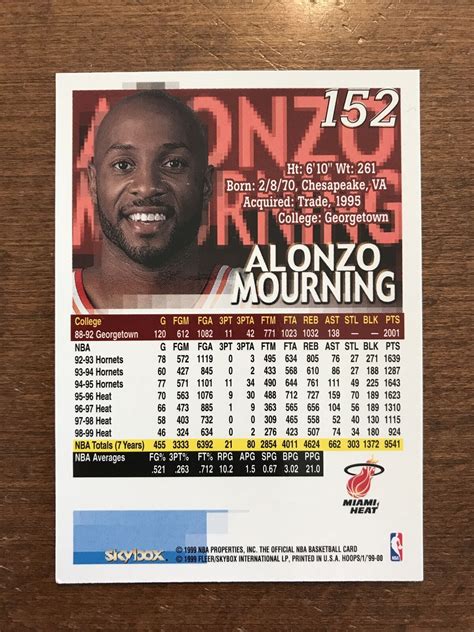 ALONZO
MOURNING
152
Ht: 6'10" Wt: 261
Born: 2/8/70, Chesapeake, VA
Acquired: Trade, 1995
College: Georgetown
ALONZO
MOURNING
College G FGM FGA 3PT 3PT FTM FTA REB AST STL BLK PTS
88-92 Georgetown 120 612 1082 11 42 771 1023 1032 138 – – 2001
NBA G FGM FGA 3PT 3PT FTM FTA REB AST STL BLK PTS
92-93 Hornets 78 572 1119 0 3 495 634 805 76 27 271 1639
93-94 Hornets 60 427 845 0 2 433 568 610 86 27 188 1287
94-95 Hornets 77 571 1101 11 34 490 644 761 111 49 225 1643
95-96 Heat 70 563 1076 9 30 488 727 160 70 189 1623
96-97 Heat 66 473 885 1 9 363 656 104 56 189 1310
97-98 Heat 58 403 732 0 0 309 52 40 130 1115
98-99 Heat 46 324 634 0 2 276 74 34 180 924
NBA Totals (7 Years) 455 3333 6392 21 80 2854 4011 4624 662 303 1372 9541
NBA Averages FG% 3PT% FT% RPG APG SPG BPG PPG
.521 .263 .712 10.2 1.5 0.67 3.02 21.0
MIAMI
HEAT
skybox
© 1999 NBA PROPERTIES, INC. THE OFFICIAL NBA BASKETBALL CARD
© 1999 FLEER/SKYBOX INTERNATIONAL LP, PRINTED IN U.S.A. HOOPS/1/'99-00
NBA